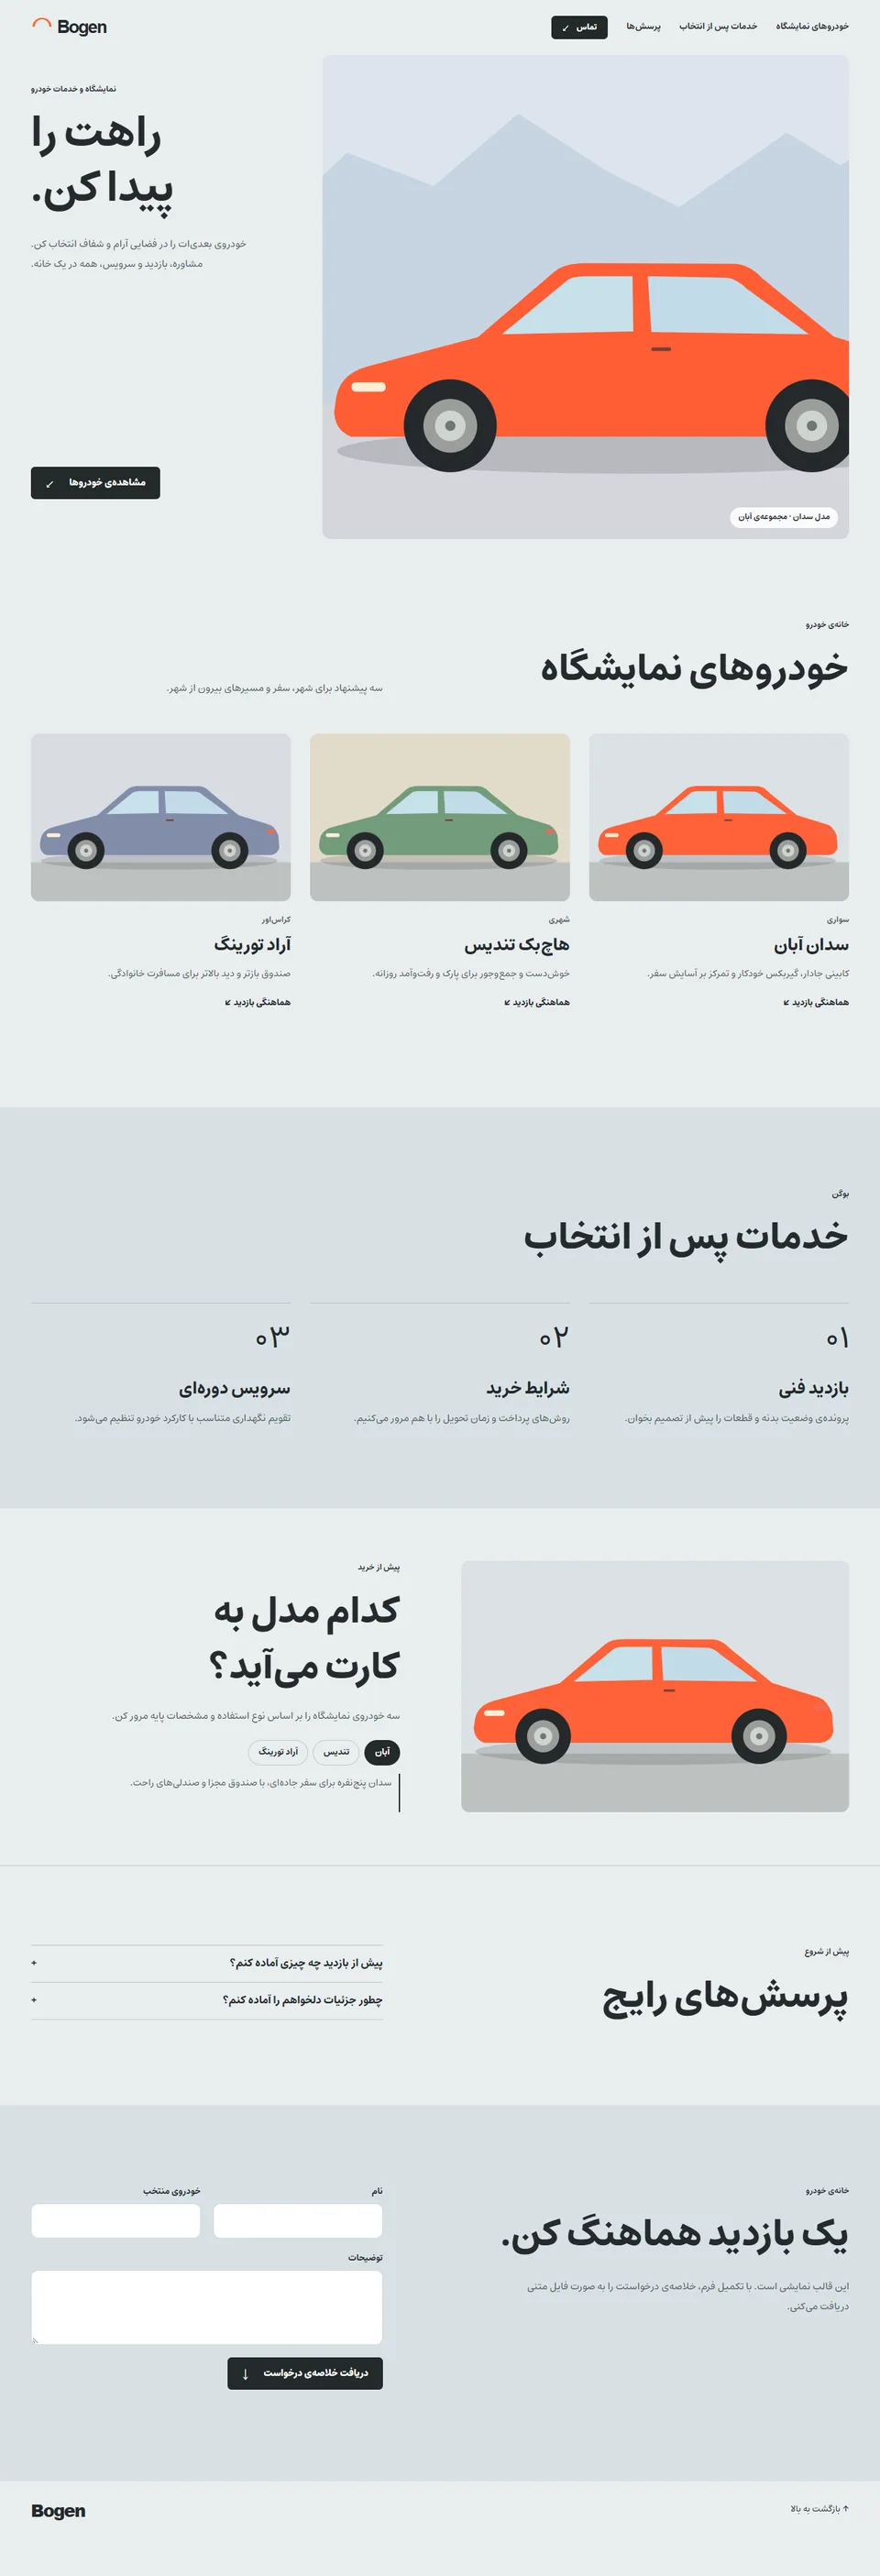 خودروهای نمایشگاه
خدمات پس از انتخاب
پرسش‌ها
تماس ↙
Bogen
نمایشگاه و خدمات خودرو
راهت را
پیدا کن.
خودروی بعدی‌ات را در فضایی آرام و شفاف انتخاب کن.
مشاوره، بازدید و سرویس، همه در یک خانه.
مشاهده‌ی خودروها ↙
مدل سدان · مجموعه‌ی آبان
خانه‌ی خودرو
خودروهای نمایشگاه
سه پیشنهاد برای شهر، سفر و مسیرهای بیرون از شهر.
سواری
سدان آبان
کابینی جادار، گیربکس خودکار و تمرکز بر آسایش سفر.
هماهنگی بازدید ↙
شهری
هاچ‌بک تندیس
خوش‌دست و جمع‌وجور برای پارک و رفت‌وآمد روزانه.
هماهنگی بازدید ↙
کراس‌اور
آراد تورینگ
صندوق بازتر و دید بالاتر برای مسافرت خانوادگی.
هماهنگی بازدید ↙
بوگن
خدمات پس از انتخاب
۰۱
بازدید فنی
پرونده‌ی وضعیت بدنه و قطعات را پیش از تصمیم بخوان.
۰۲
شرایط خرید
روش‌های پرداخت و زمان تحویل را با هم مرور می‌کنیم.
۰۳
سرویس دوره‌ای
تقویم نگهداری متناسب با کارکرد خودرو تنظیم می‌شود.
پیش از خرید
کدام مدل به
کارت می‌آید؟
سه خودروی نمایشگاه را بر اساس نوع استفاده و مشخصات پایه مرور کن.
آبان
تندیس
آراد تورینگ
سدان پنج‌نفره برای سفر جاده‌ای، با صندوق مجزا و صندلی‌های راحت.
پیش از شروع
پرسش‌های رایج
پیش از بازدید چه چیزی آماده کنم؟ +
چطور جزئیات دلخواهم را آماده کنم؟ +
خانه‌ی خودرو
یک بازدید هماهنگ کن.
این قالب نمایشی است. با تکمیل فرم، خلاصه‌ی درخواستت را به صورت فایل متنی
دریافت می‌کنی.
نام
خودروی منتخب
توضیحات
دریافت خلاصه‌ی درخواست ↓
↑ بازگشت به بالا
Bogen